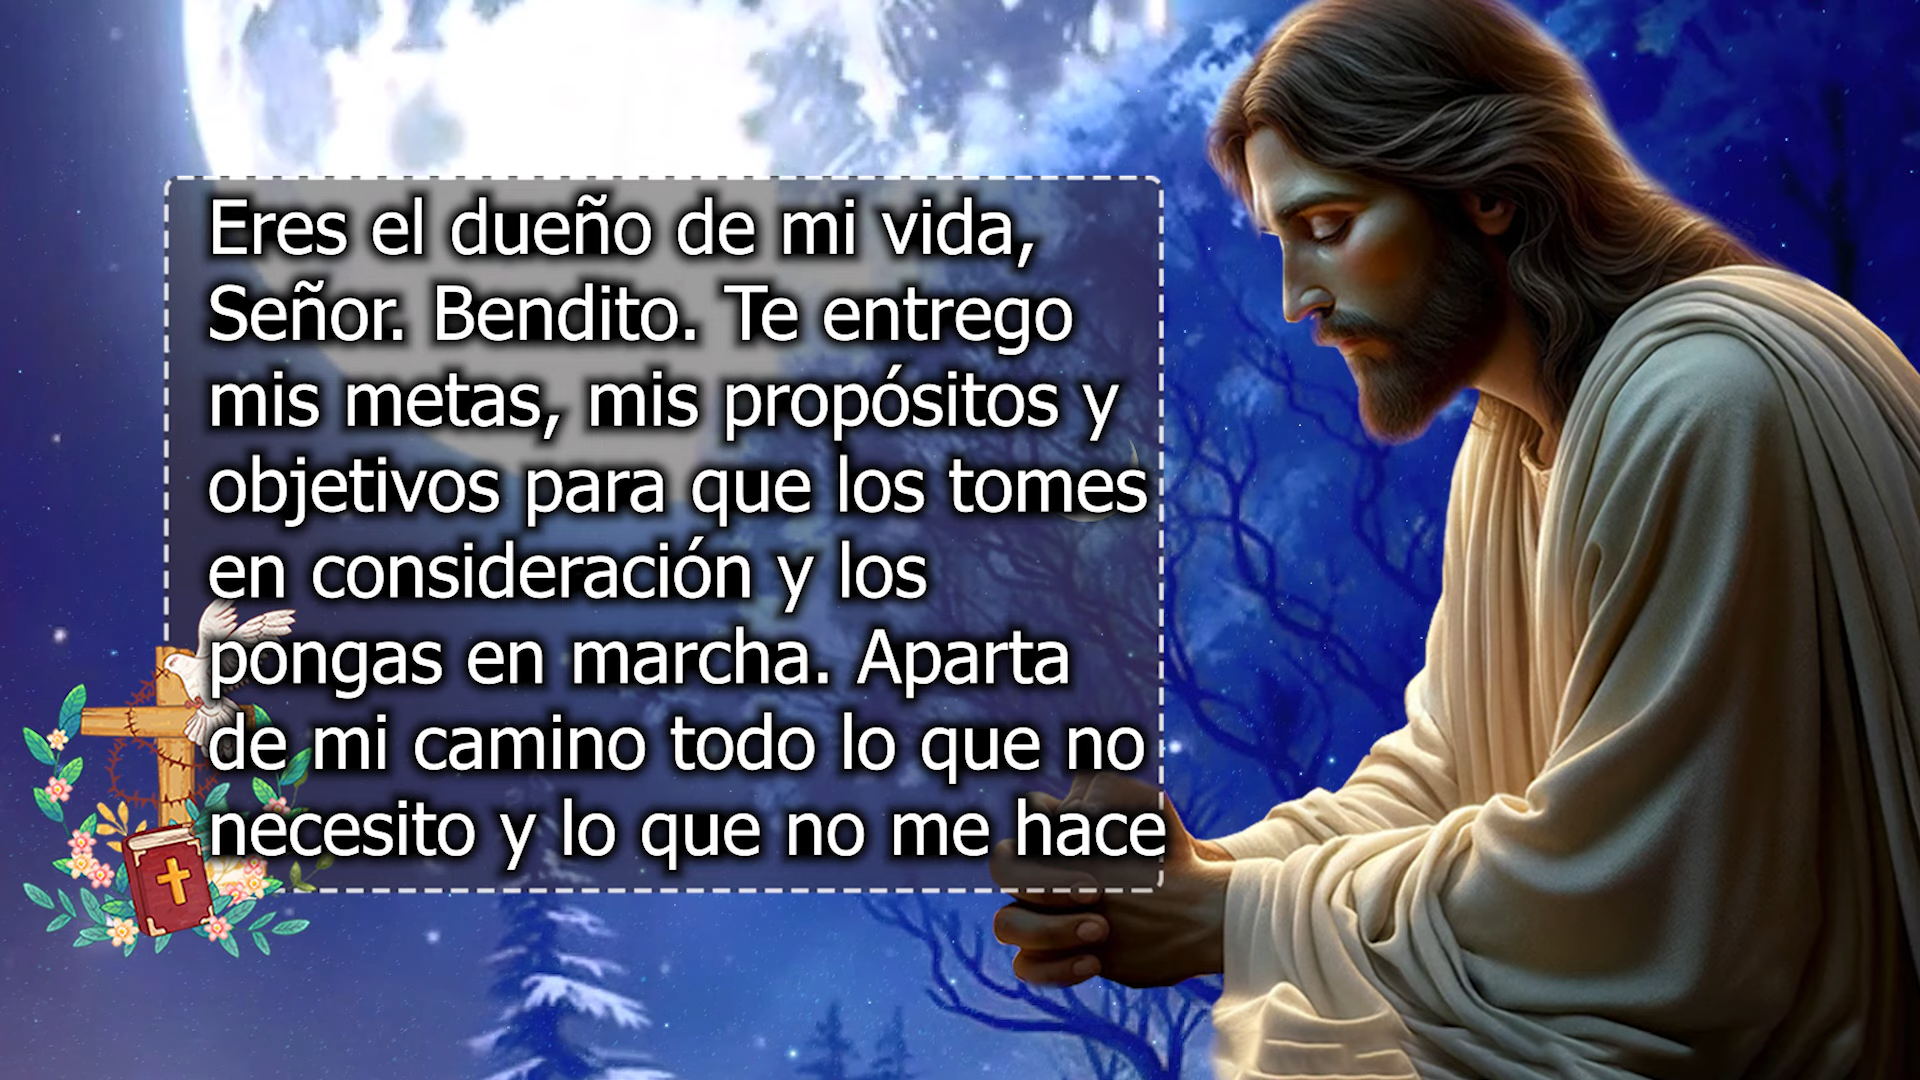 Eres el dueño de mi vida,
Señor. Bendito. Te entrego
mis metas, mis propósitos y
objetivos para que los tomes
en consideración y los
pongas en marcha. Aparta
de mi camino todo lo que no
necesito y lo que no me hace